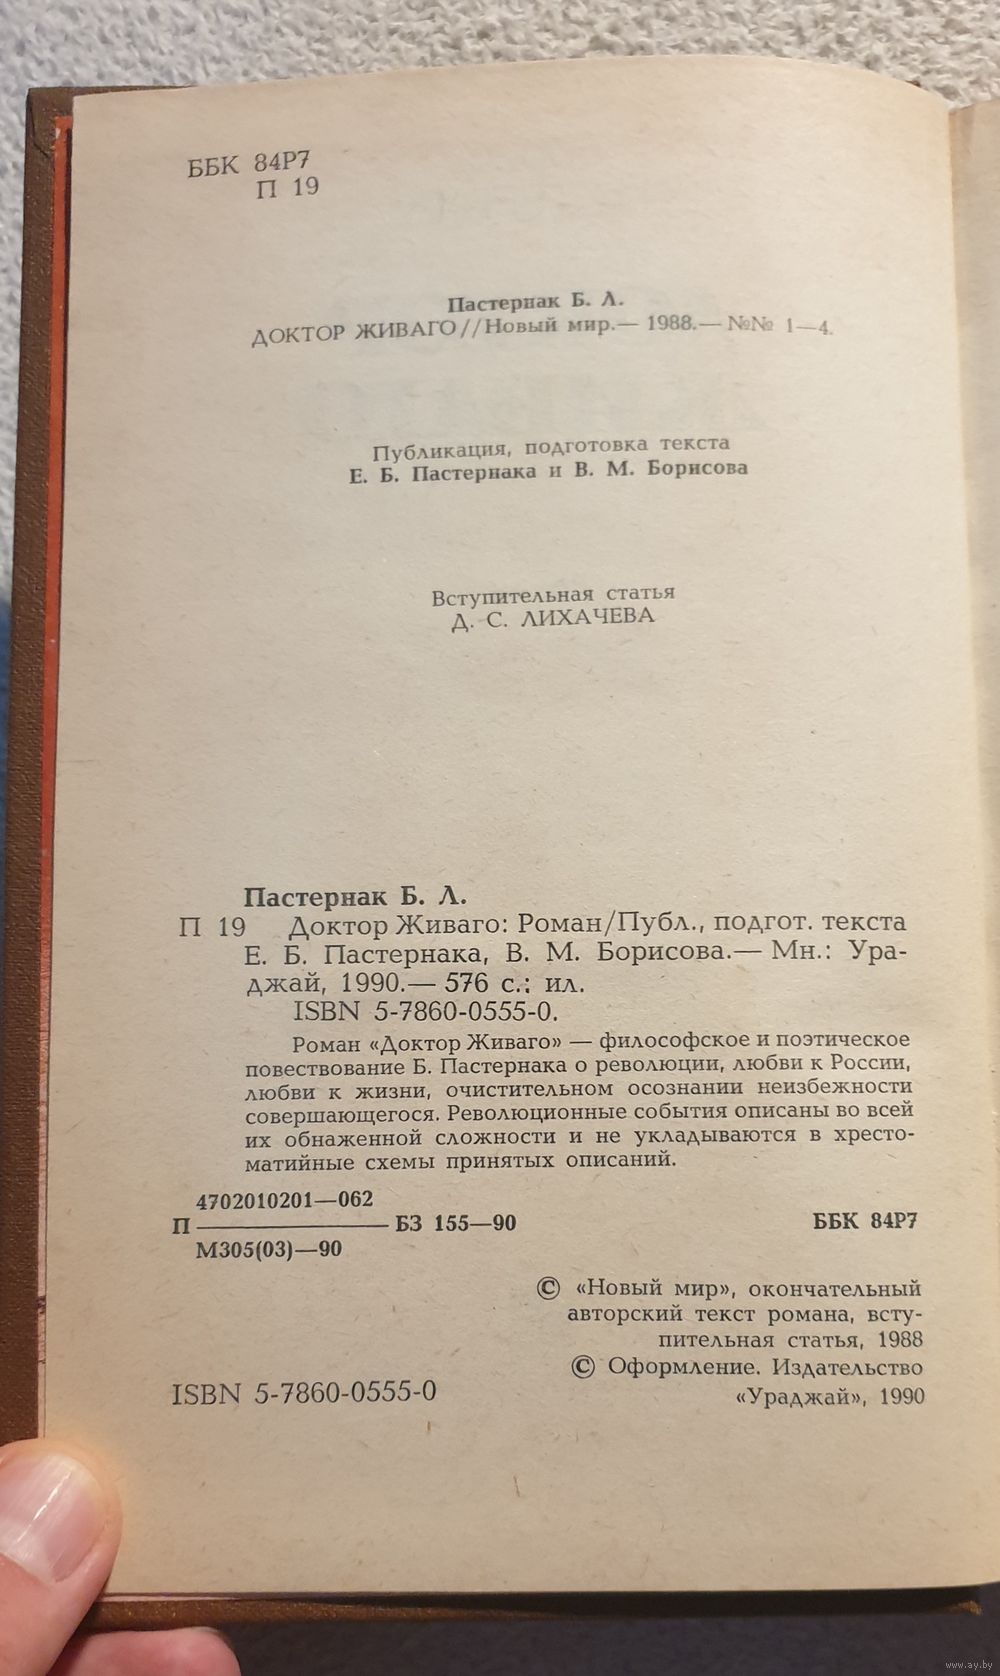 ББК 84Р7
П 19
Пастернак Б. Л.
ДОКТОР ЖИВАГО//Новый мир.— 1988.— №№ 1—4.
Публикация, подготовка текста
Е. Б. Пастернака и В. М. Борисова
Вступительная статья
Д. С. ЛИХАЧЕВА
Пастернак Б. Л.
П 19 Доктор Живаго: Роман/Публ., подгот. текста
Е. Б. Пастернака, В. М. Борисова.— Мн.: Ура-
джай, 1990.— 576 с.: ил.
ISBN 5-7860-0555-0.
Роман «Доктор Живаго» — философское и поэтическое
повествование Б. Пастернака о революции, любви к России,
любви к жизни, очистительном осознании неизбежности
совершающегося. Революционные события описаны во всей
их обнаженной сложности и не укладываются в хресто-
матийные схемы принятых описаний.
4702010201—062
П ———— БЗ 155—90 ББК 84Р7
М305(03)—90
© «Новый мир», окончательный
авторский текст романа, всту-
пительная статья, 1988
© Оформление. Издательство
«Ураджай», 1990
ISBN 5-7860-0555-0
www.ay.by